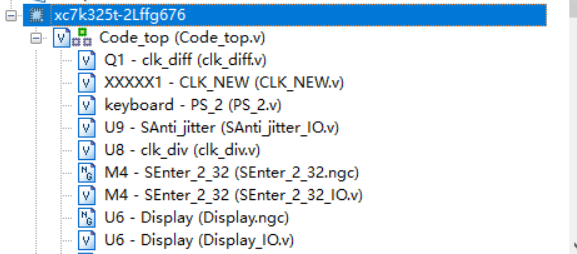 xc7k325t-2Lffg676
Code_top (Code_top.v)
Q1 - clk_diff (clk_diff.v)
XXXXX1 - CLK_NEW (CLK_NEW.v)
keyboard - PS_2 (PS_2.v)
U9 - SAnti_jitter (SAnti_jitter_IO.v)
U8 - clk_div (clk_div.v)
M4 - SEnter_2_32 (SEnter_2_32.ngc)
M4 - SEnter_2_32 (SEnter_2_32_IO.v)
U6 - Display (Display.ngc)
U6 - Display (Display_IO.v)